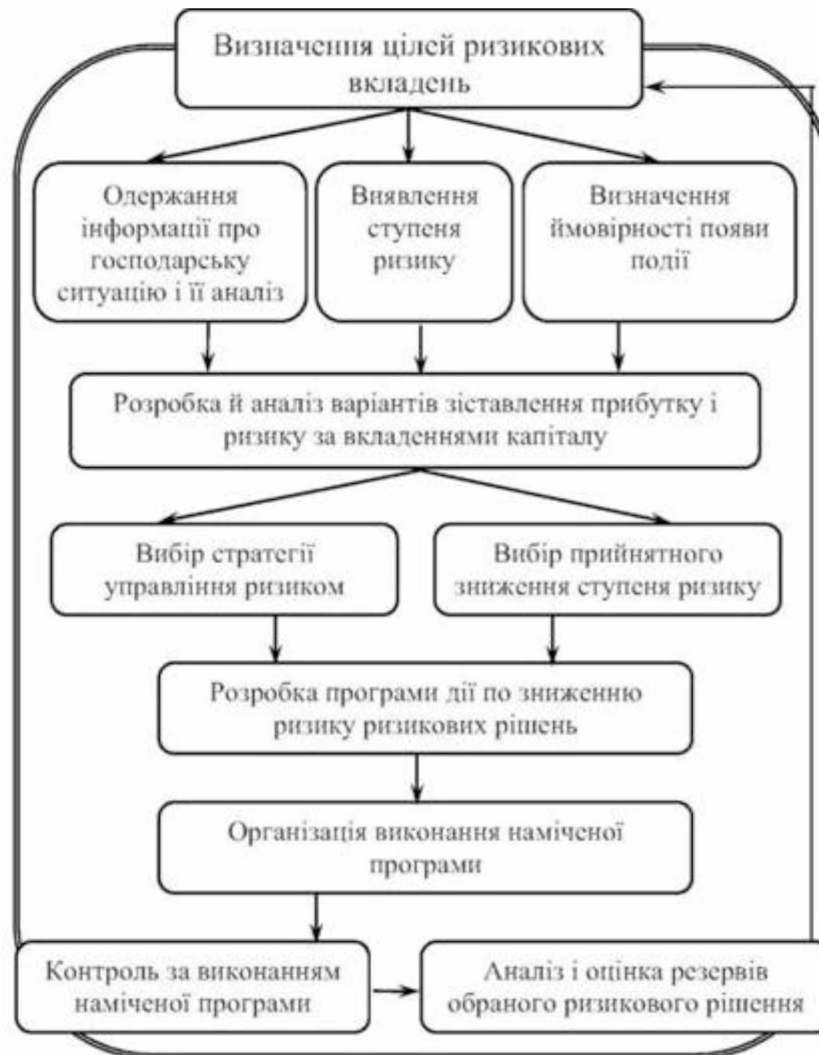 Визначення цілей ризикових
вкладень
Одержання
інформації про
господарську
ситуацію і її аналіз
Виявлення
ступеня
ризику
Визначення
ймовірності появи
події
Розробка й аналіз варіантів зіставлення прибутку і
ризику за вкладеннями капіталу
Вибір стратегії
управління ризиком
Вибір прийнятного
зниження ступеня ризику
Розробка програми дії по зниженню
ризику ризикових рішень
Організація виконання наміченої
програми
Контроль за виконанням
наміченої програми
Аналіз і оцінка резервів
обраного ризикового рішення